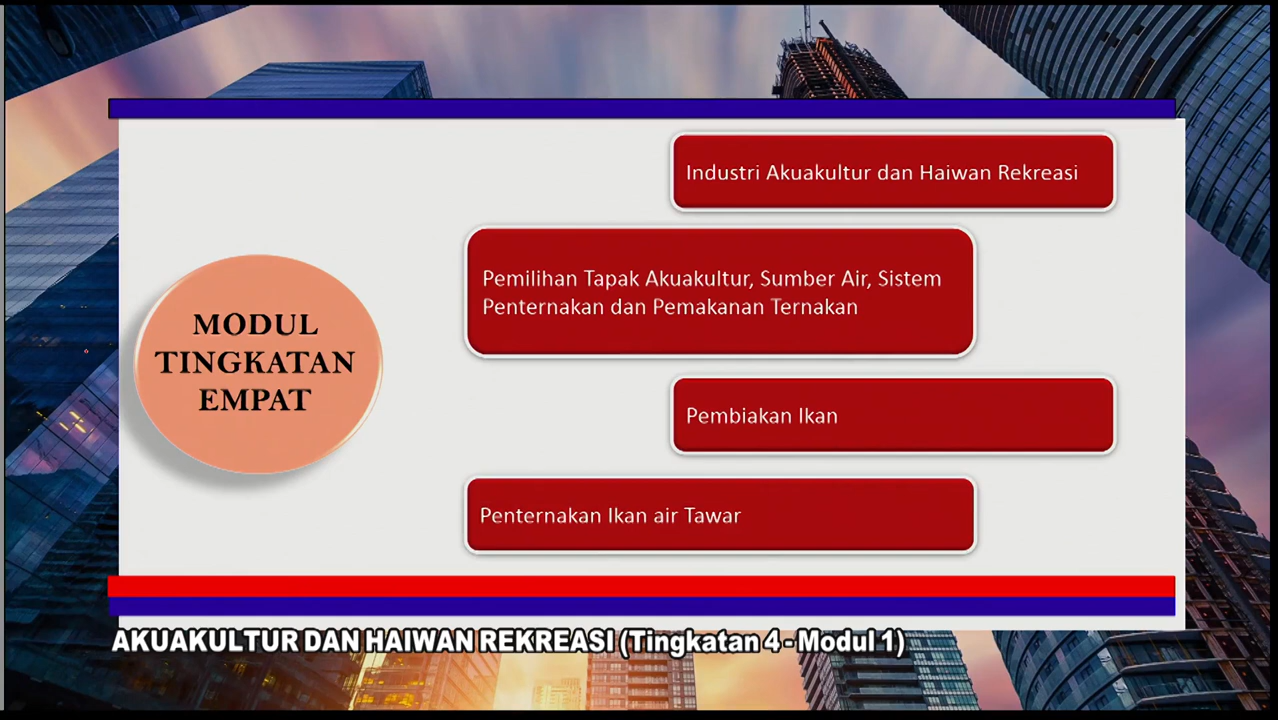 Industri Akuakultur dan Haiwan Rekreasi
Pemilihan Tapak Akuakultur, Sumber Air, Sistem
Penternakan dan Pemakanan Ternakan
MODUL
TINGKATAN
EMPAT
Pembiakan Ikan
Penternakan Ikan air Tawar
AKUAKULTUR DAN HAIWAN REKREASI (Tingkatan 4 - Modul 1)